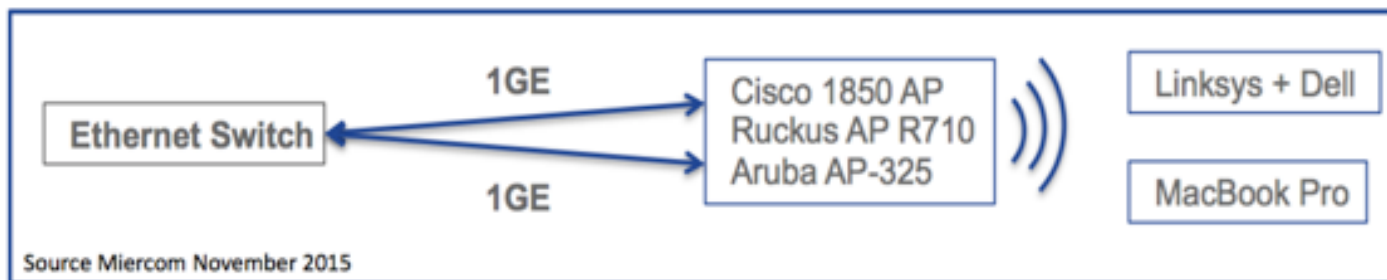 1GE
Ethernet Switch
1GE
Cisco 1850 AP
Ruckus AP R710
Aruba AP-325
Linksys + Dell
MacBook Pro
Source Miercom November 2015